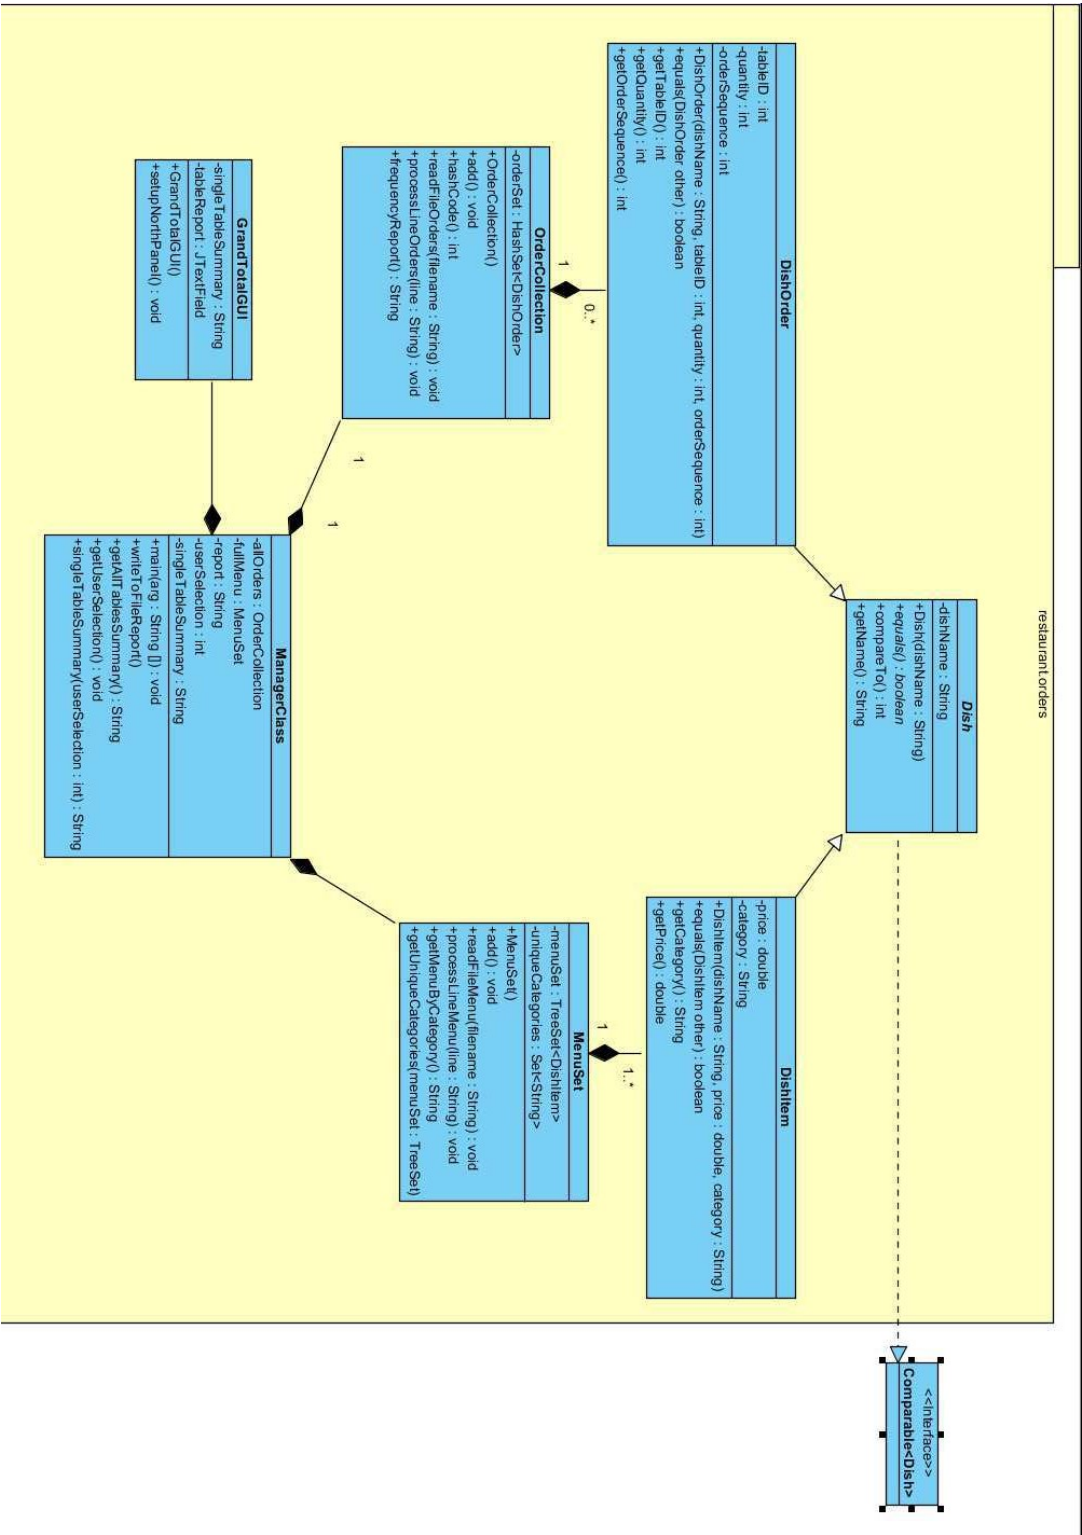 restaurant.orders
Dish
-dishName : String
+Dish(dishName : String)
+equals() : boolean
+compareTo() : int
+getName() : String
<<Interface>>
Comparable<Dish>
DishOrder
-tableID : int
-quantity : int
-orderSequence : int
+DishOrder(dishName : String, tableID : int, quantity : int, orderSequence : int)
+equals(DishOrder other) : boolean
+getTableID() : int
+getQuantity() : int
+getOrderSequence() : int
DishItem
-price : double
-category : String
+DishItem(dishName : String, price : double, category : String)
+equals(DishItem other) : boolean
+getCategory() : String
+getPrice() : double
0..*
1
1..*
1
OrderCollection
-orderSet : HashSet<DishOrder>
+OrderCollection()
+add() : void
+hashCode() : int
+readFileOrders(filename : String) : void
+processLineOrders(line : String) : void
+frequencyReport() : String
MenuSet
-menuSet : TreeSet<DishItem>
-uniqueCategories : Set<String>
+MenuSet()
+add() : void
+readFileMenu(filename : String) : void
+processLineMenu(line : String) : void
+getMenuByCategory() : String
+getUniqueCategories(menuSet : TreeSet)
1
1
GrandTotalGUI
-singleTableSummary : String
-tableReport : JTextField
+GrandTotalGUI()
+setupNorthPanel() : void
ManagerClass
-allOrders : OrderCollection
-fullMenu : MenuSet
-report : String
-userSelection : int
-singleTableSummary : String
+main(arg : String []) : void
+writeToFileReport()
+getAllTablesSummary() : String
+getUserSelection() : void
+singleTableSummary(userSelection : int) : String